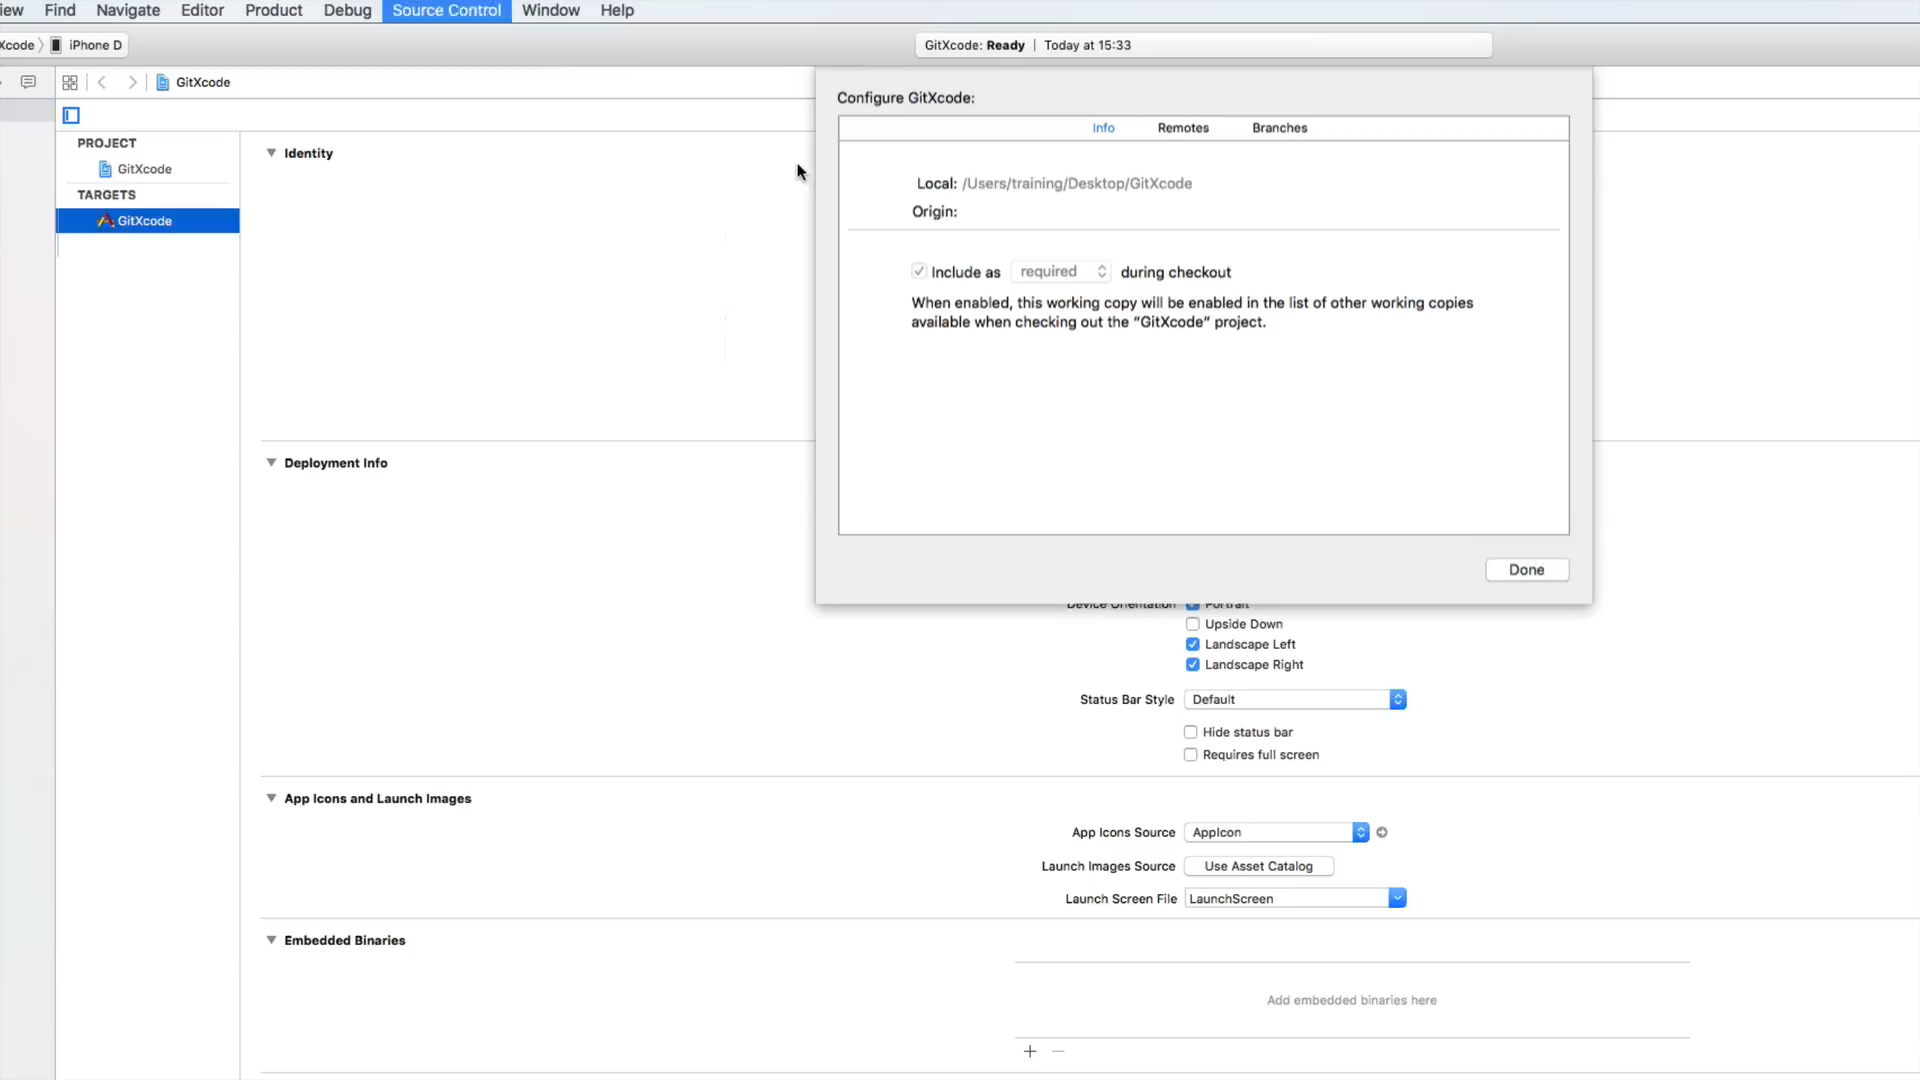 iew Find Navigate Editor Product Debug Source Control Window Help
Xcode iPhone D
GitXcode: Ready | Today at 15:33
GitXcode
Configure GitXcode:
Info Remotes Branches
Local: /Users/training/Desktop/GitXcode
Origin:
Include as required during checkout
When enabled, this working copy will be enabled in the list of other working copies
available when checking out the “GitXcode” project.
Done
PROJECT
GitXcode
TARGETS
GitXcode
Identity
Deployment Info
Device Orientation Portrait
Upside Down
Landscape Left
Landscape Right
Status Bar Style Default
Hide status bar
Requires full screen
App Icons and Launch Images
App Icons Source AppIcon
Launch Images Source Use Asset Catalog
Launch Screen File LaunchScreen
Embedded Binaries
Add embedded binaries here